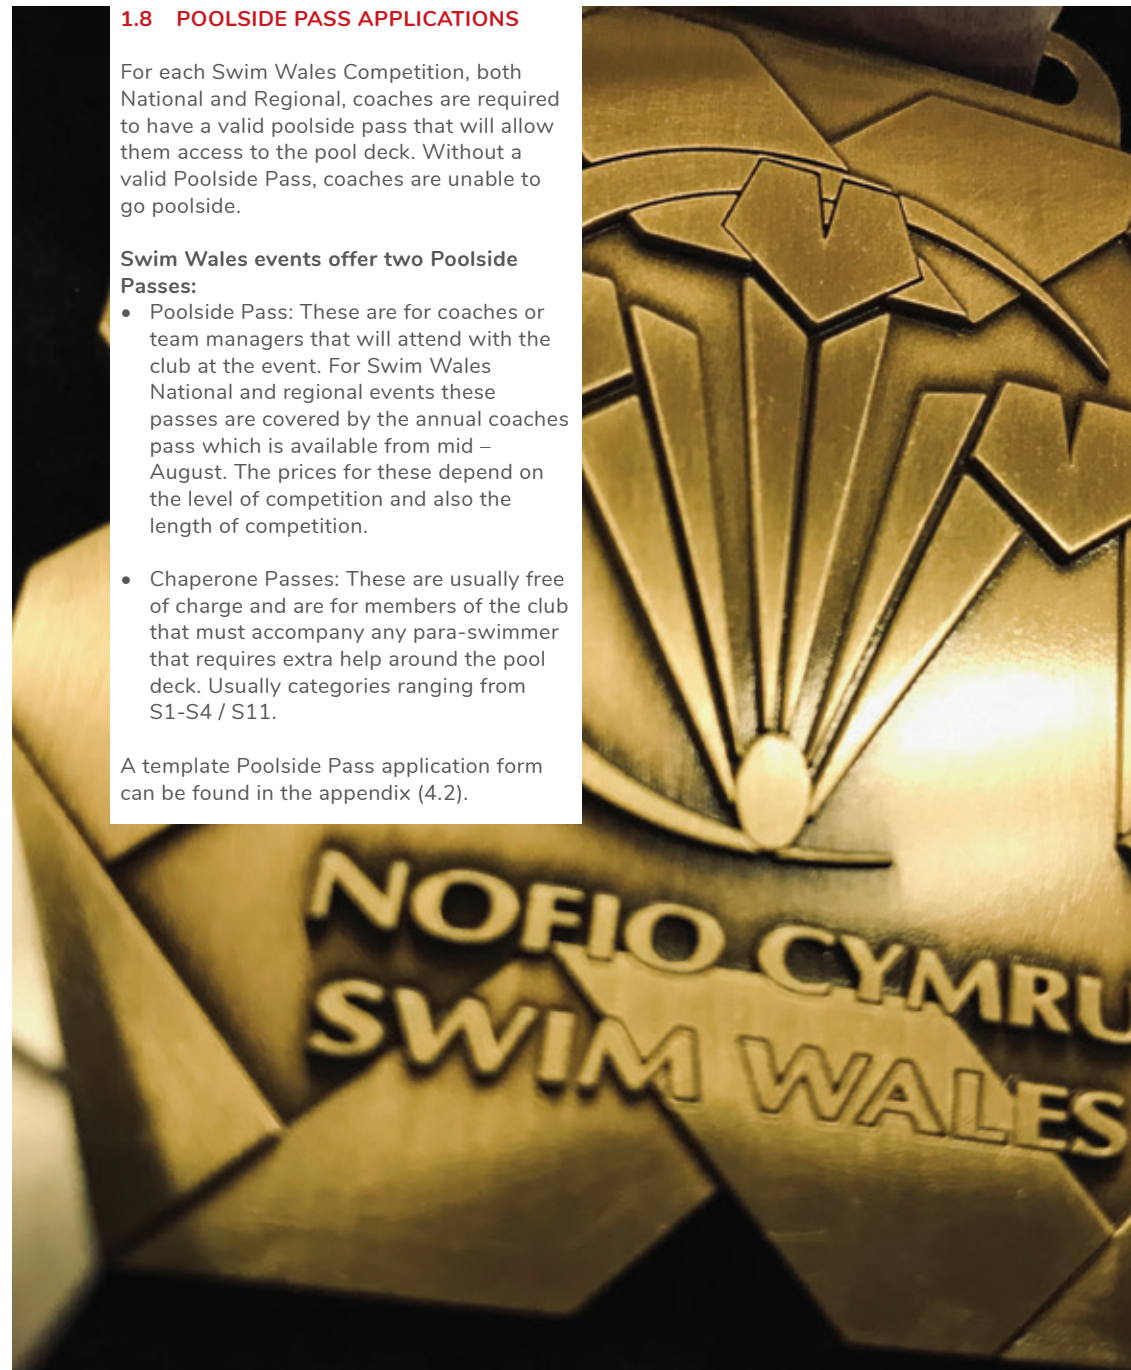 1.8 POOLSIDE PASS APPLICATIONS
For each Swim Wales Competition, both
National and Regional, coaches are required
to have a valid poolside pass that will allow
them access to the pool deck. Without a
valid Poolside Pass, coaches are unable to
go poolside.
Swim Wales events offer two Poolside
Passes:
• Poolside Pass: These are for coaches or
team managers that will attend with the
club at the event. For Swim Wales
National and regional events these
passes are covered by the annual coaches
pass which is available from mid –
August. The prices for these depend on
the level of competition and also the
length of competition.
• Chaperone Passes: These are usually free
of charge and are for members of the club
that must accompany any para-swimmer
that requires extra help around the pool
deck. Usually categories ranging from
S1-S4 / S11.
A template Poolside Pass application form
can be found in the appendix (4.2).
NOFIO CYMRU
SWIM WALES